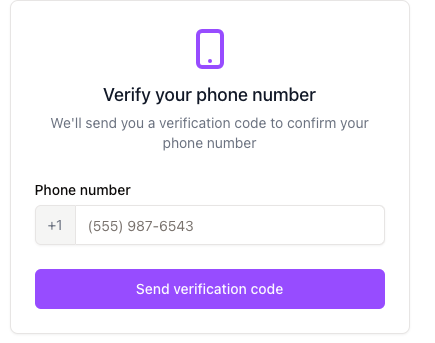 Verify your phone number
We'll send you a verification code to confirm your
phone number
Phone number
+1 (555) 987-6543
Send verification code